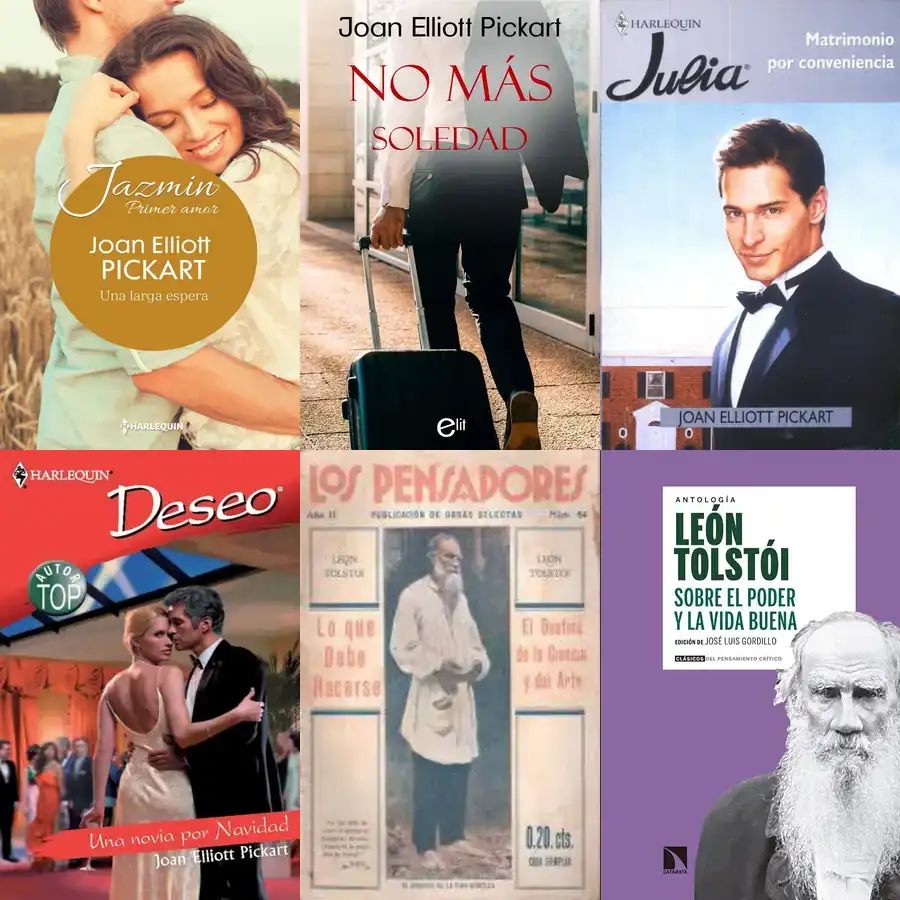 Jazmín
Primer amor
Joan Elliott
PICKART
Una larga espera
HARLEQUIN
Joan Elliott Pickart
NO MÁS
SOLEDAD
elit
HARLEQUIN
Julia
Matrimonio
por conveniencia
JOAN ELLIOTT PICKART
HARLEQUIN
Deseo
AUTOR
TOP
Una novia por Navidad
Joan Elliott Pickart
LOS PENSADORES
Año II PUBLICACIÓN DE OBRAS SELECTAS Núm. 64
LEÓN
TOLSTOI
Lo que
Debe
Hacerse
LEÓN
TOLSTOI
El Destino
de la Ciencia
y del Arte
0.20. cts.
CADA EJEMPLAR
ANTOLOGÍA
LEÓN
TOLSTÓI
SOBRE EL PODER
Y LA VIDA BUENA
EDICIÓN DE JOSÉ LUIS GORDILLO
CLÁSICOS DEL PENSAMIENTO CRÍTICO
CATARATA